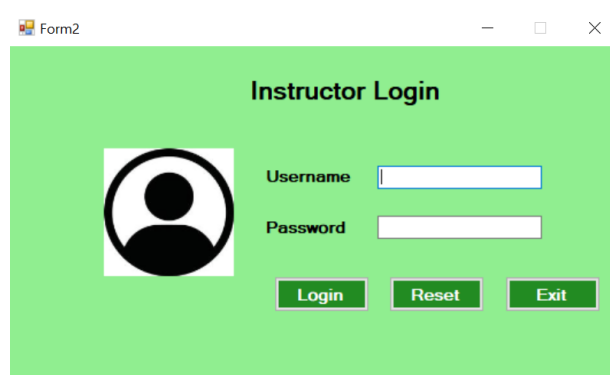 Form2
Instructor Login
Username
Password
Login Reset Exit